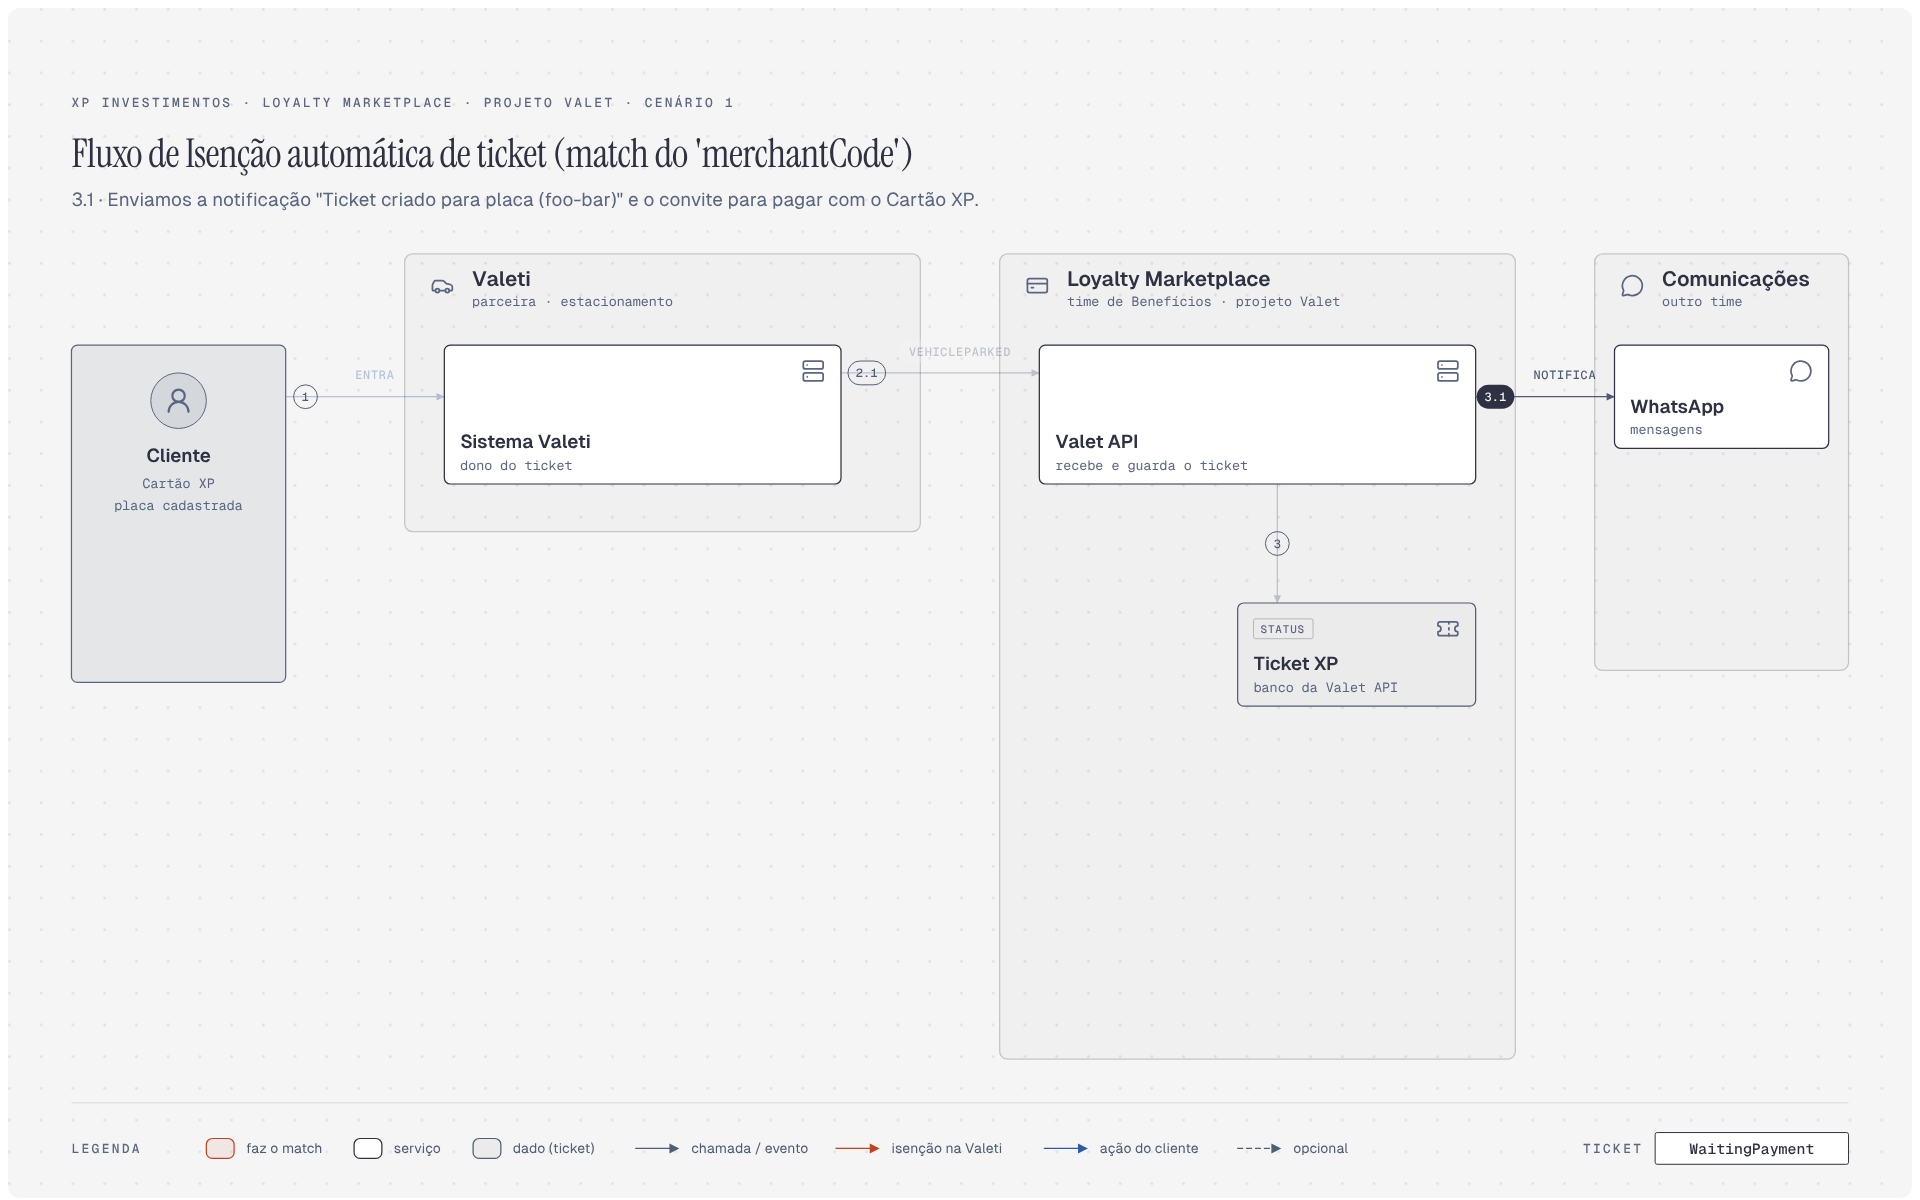 XP INVESTIMENTOS · LOYALTY MARKETPLACE · PROJETO VALET · CENÁRIO 1
Fluxo de Isenção automática de ticket (match do 'merchantCode')
3.1 · Enviamos a notificação "Ticket criado para placa (foo-bar)" e o convite para pagar com o Cartão XP.
Cliente
Cartão XP
placa cadastrada
1
ENTRA
Valeti
parceira · estacionamento
Sistema Valeti
dono do ticket
2.1
VEHICLEPARKED
Loyalty Marketplace
time de Benefícios · projeto Valet
Valet API
recebe e guarda o ticket
3
STATUS
Ticket XP
banco da Valet API
3.1
NOTIFICA
Comunicações
outro time
WhatsApp
mensagens
LEGENDA
faz o match
serviço
dado (ticket)
chamada / evento
isenção na Valeti
ação do cliente
opcional
TICKET
WaitingPayment